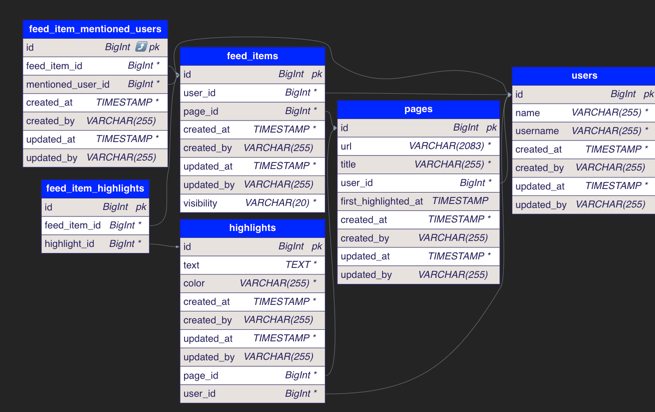 feed_item_mentioned_users
id BigInt pk
feed_item_id BigInt *
mentioned_user_id BigInt *
created_at TIMESTAMP *
created_by VARCHAR(255)
updated_at TIMESTAMP *
updated_by VARCHAR(255)
feed_item_highlights
id BigInt pk
feed_item_id BigInt *
highlight_id BigInt *
feed_items
id BigInt pk
user_id BigInt *
page_id BigInt *
created_at TIMESTAMP *
created_by VARCHAR(255)
updated_at TIMESTAMP *
updated_by VARCHAR(255)
visibility VARCHAR(20) *
highlights
id BigInt pk
text TEXT *
color VARCHAR(255) *
created_at TIMESTAMP *
created_by VARCHAR(255)
updated_at TIMESTAMP *
updated_by VARCHAR(255)
page_id BigInt *
user_id BigInt *
pages
id BigInt pk
url VARCHAR(2083) *
title VARCHAR(255) *
user_id BigInt *
first_highlighted_at TIMESTAMP
created_at TIMESTAMP *
created_by VARCHAR(255)
updated_at TIMESTAMP *
updated_by VARCHAR(255)
users
id BigInt pk
name VARCHAR(255) *
username VARCHAR(255) *
created_at TIMESTAMP *
created_by VARCHAR(255)
updated_at TIMESTAMP *
updated_by VARCHAR(255)